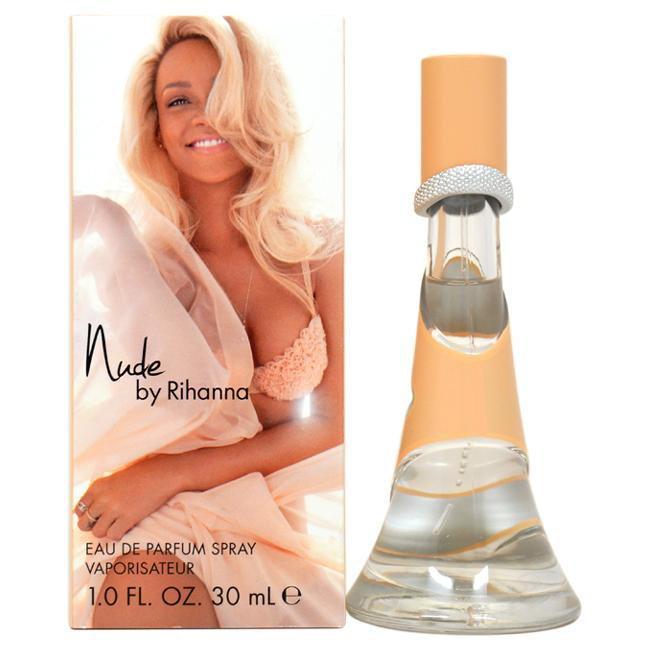 Nude
by Rihanna
EAU DE PARFUM SPRAY
VAPORISATEUR
1.0 FL. OZ. 30 mL ℮